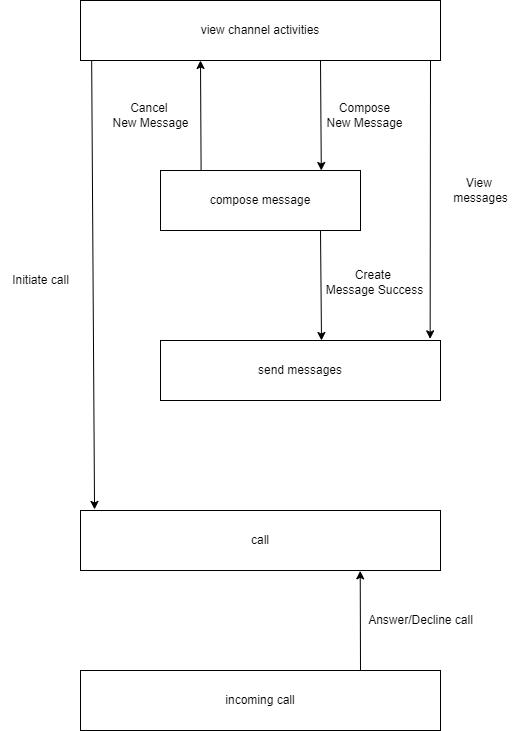 view channel activities
Cancel
New Message
Compose
New Message
View
messages
compose message
Initiate call
Create
Message Success
send messages
call
Answer/Decline call
incoming call